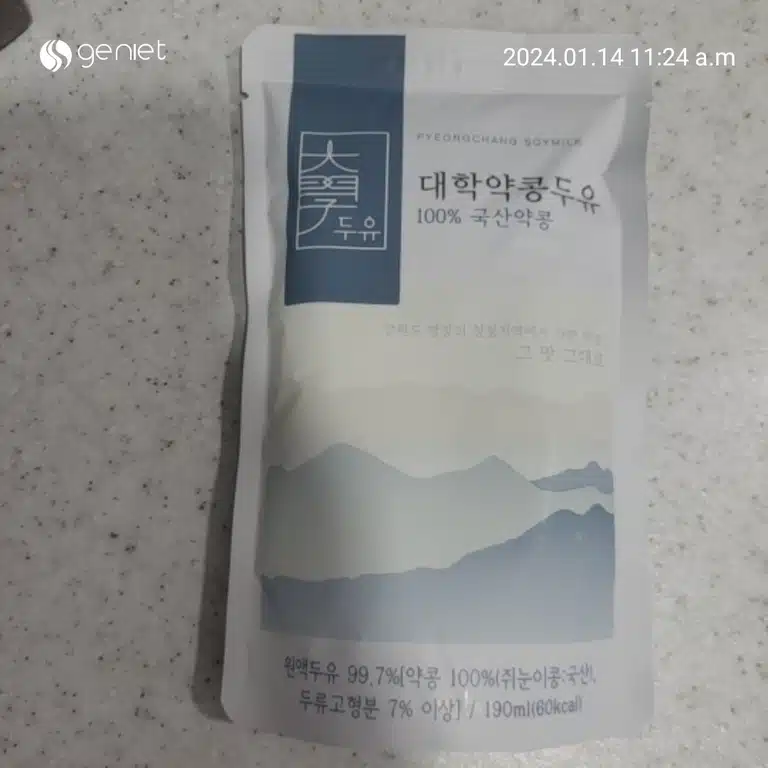 geniet
2024.01.14 11:24 a.m
PYEONGCHANG SOYMILK
大學
두유
대학약콩두유
100% 국산약콩
그 맛 그대로
원액두유 99.7%[약콩 100%(쥐눈이콩:국산),
두류고형분 7% 이상] / 190ml(60kcal)